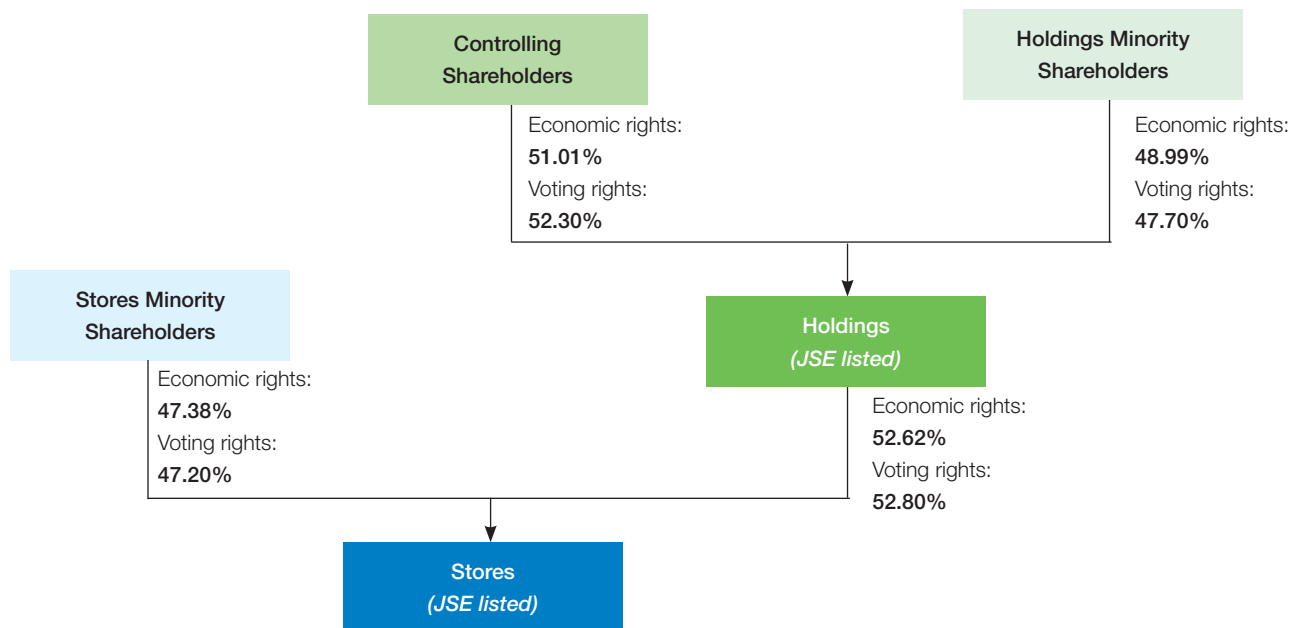 Controlling
Shareholders
Holdings Minority
Shareholders
Economic rights:
51.01%
Voting rights:
52.30%
Economic rights:
48.99%
Voting rights:
47.70%
Stores Minority
Shareholders
Holdings
(JSE listed)
Economic rights:
47.38%
Voting rights:
47.20%
Economic rights:
52.62%
Voting rights:
52.80%
Stores
(JSE listed)